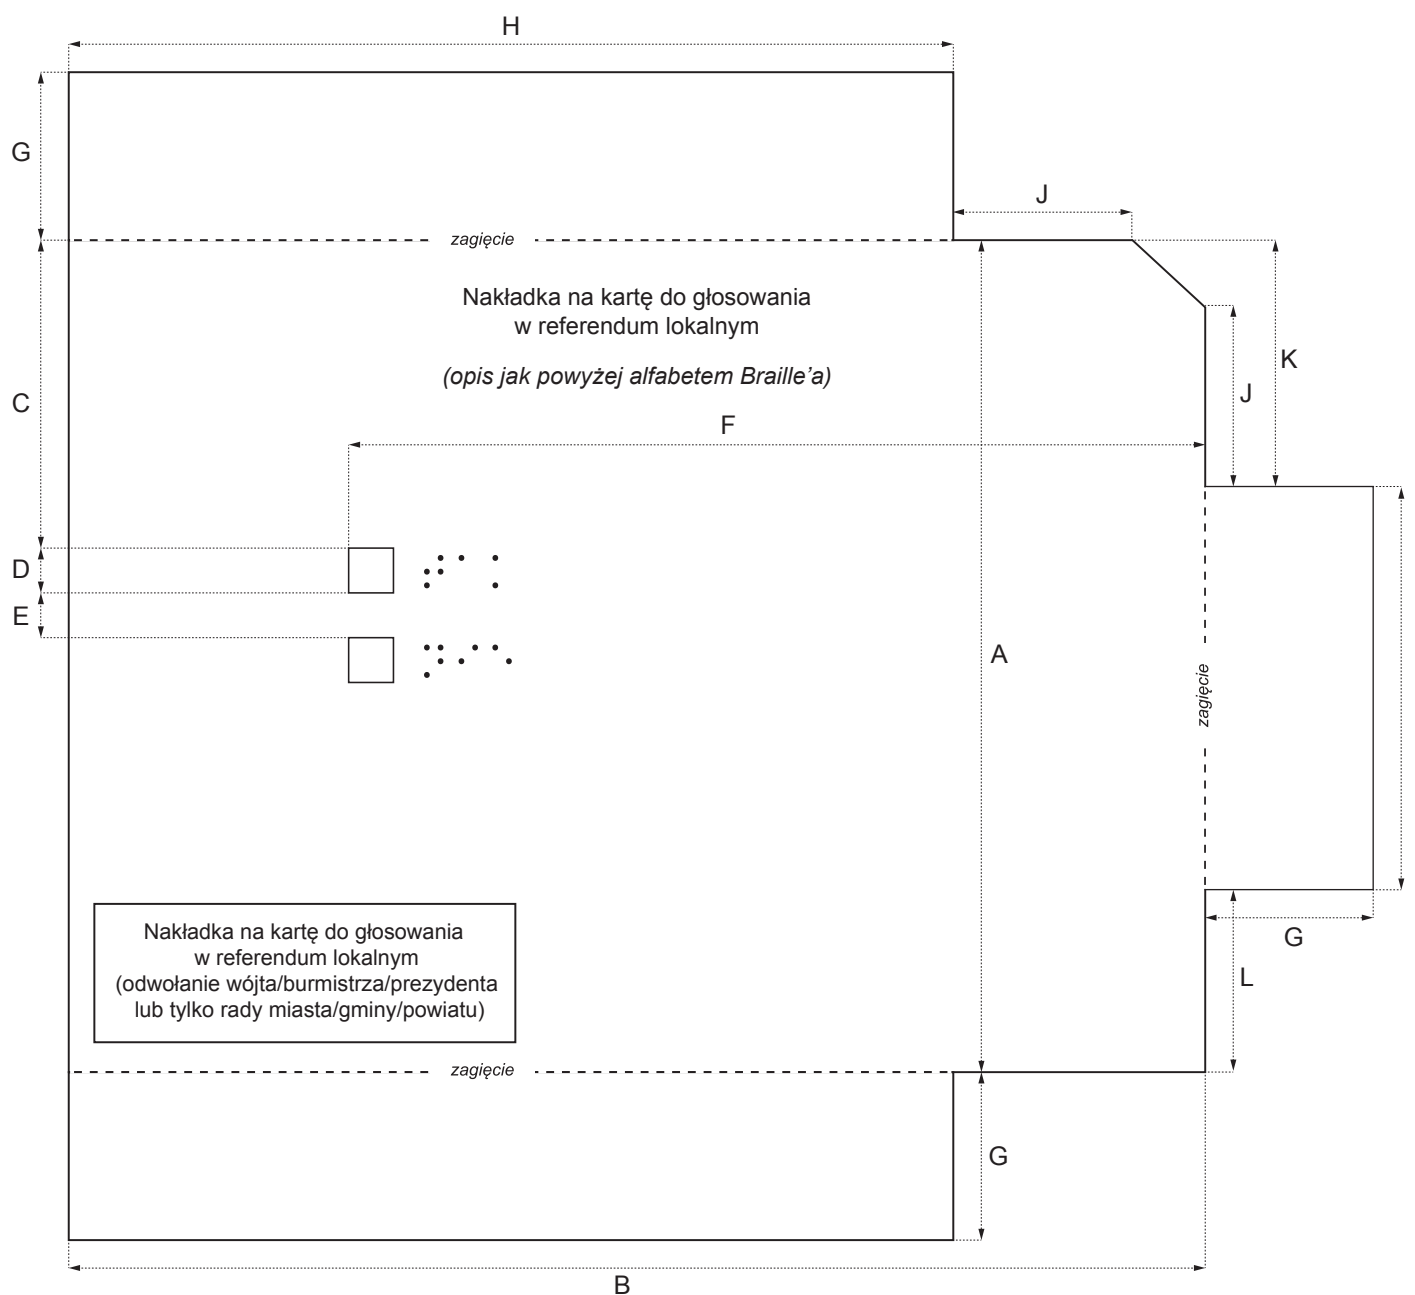 H
G
J
zagięcie
Nakładka na kartę do głosowania
w referendum lokalnym
K
(opis jak powyżej alfabetem Braille’a)
J
C
F
D
⠺⠁ ⠅
⠝⠊⠑
E
A
zagięcie
Nakładka na kartę do głosowania
w referendum lokalnym
(odwołanie wójta/burmistrza/prezydenta
lub tylko rady miasta/gminy/powiatu)
G
L
zagięcie
G
B